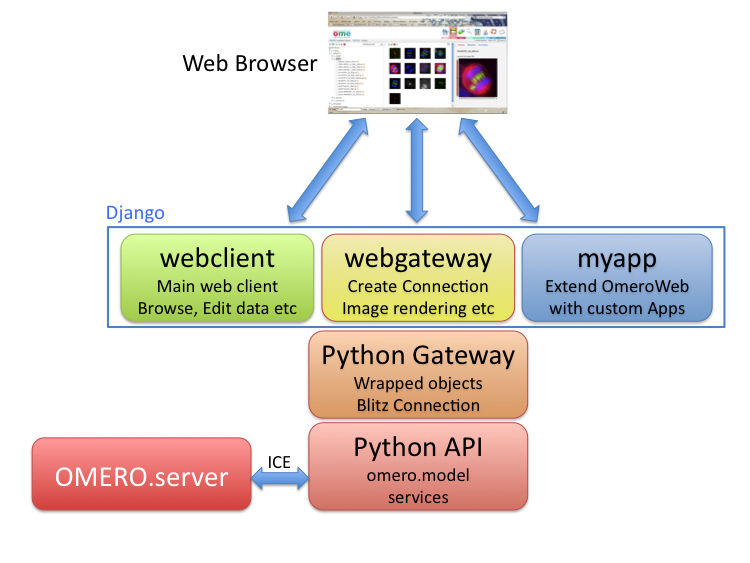 ome
Web Browser
Django
webclient
Main web client
Browse, Edit data etc
webgateway
Create Connection
Image rendering etc
myapp
Extend OmeroWeb
with custom Apps
Python Gateway
Wrapped objects
Blitz Connection
OMERO.server
ICE
Python API
omero.model
services